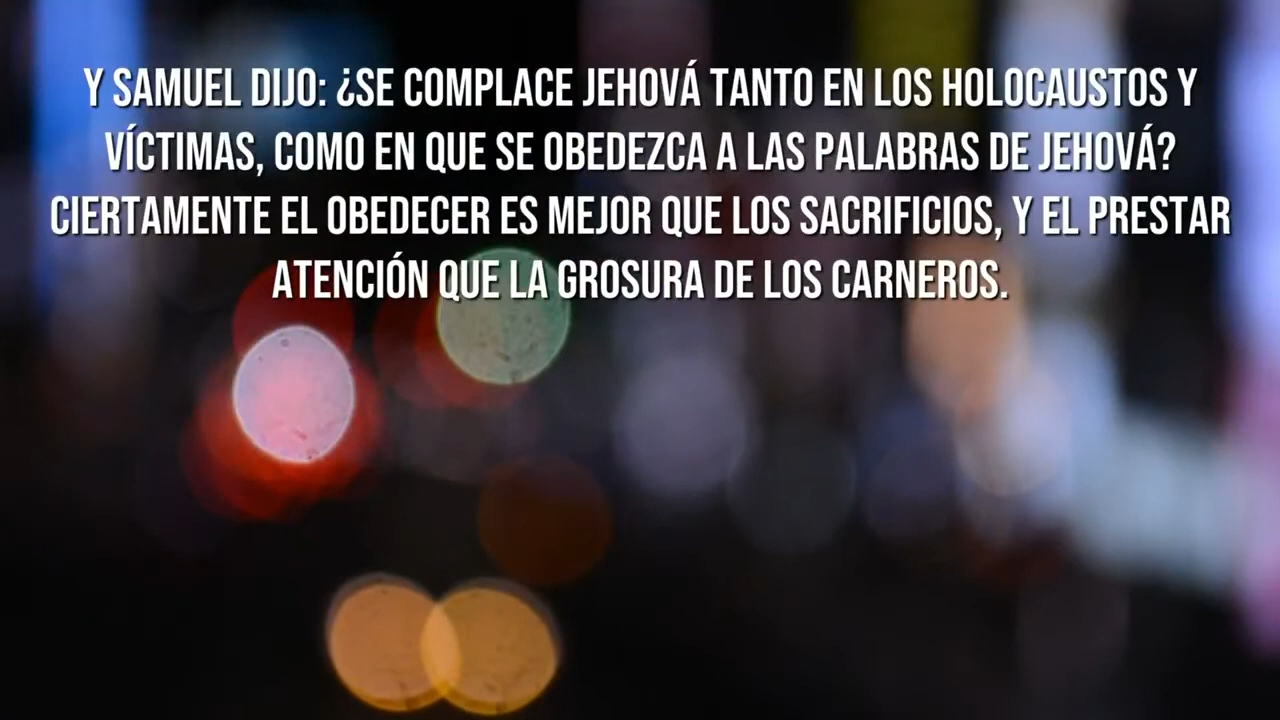 Y SAMUEL DIJO: ¿SE COMPLACE JEHOVÁ TANTO EN LOS HOLOCAUSTOS Y
VÍCTIMAS, COMO EN QUE SE OBEDEZCA A LAS PALABRAS DE JEHOVÁ?
CIERTAMENTE EL OBEDECER ES MEJOR QUE LOS SACRIFICIOS, Y EL PRESTAR
ATENCIÓN QUE LA GROSURA DE LOS CARNEROS.